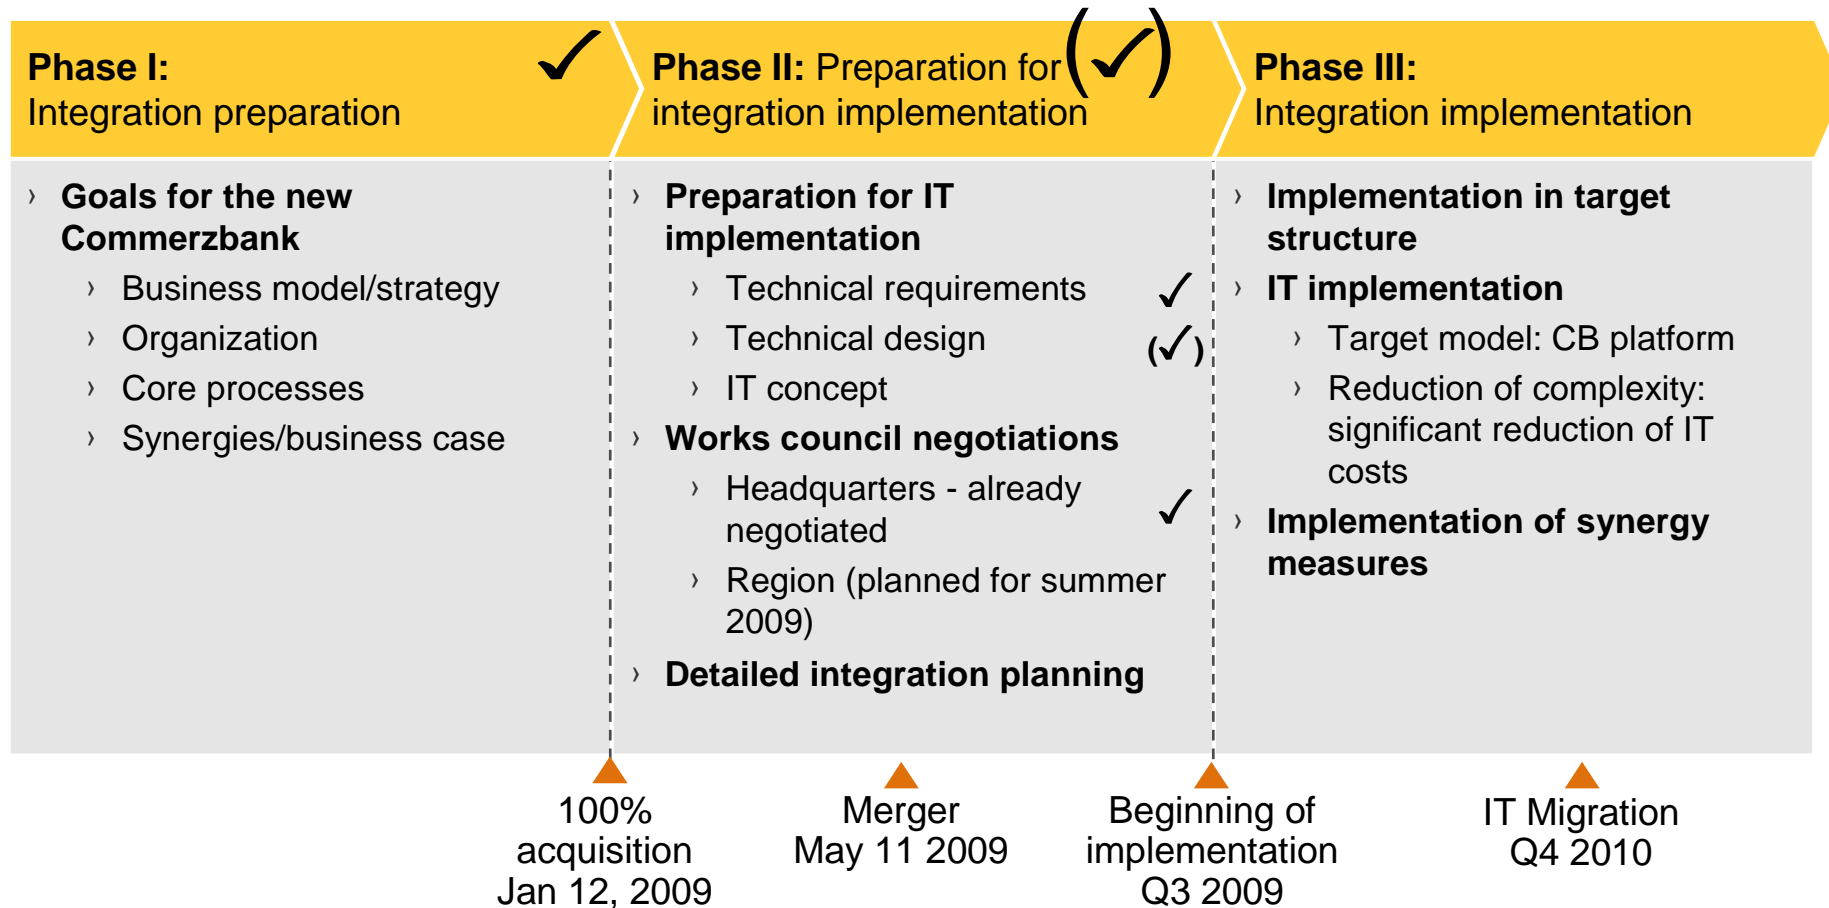 Phase I:
Integration preparation
✓
Phase II: Preparation for
integration implementation
(✓)
Phase III:
Integration implementation
› Goals for the new
Commerzbank
› Business model/strategy
› Organization
› Core processes
› Synergies/business case
› Preparation for IT
implementation
› Technical requirements ✓
› Technical design (✓)
› IT concept
› Works council negotiations
› Headquarters - already
negotiated ✓
› Region (planned for summer
2009)
› Detailed integration planning
› Implementation in target
structure
› IT implementation
› Target model: CB platform
› Reduction of complexity:
significant reduction of IT
costs
› Implementation of synergy
measures
100%
acquisition
Jan 12, 2009
Merger
May 11 2009
Beginning of
implementation
Q3 2009
IT Migration
Q4 2010